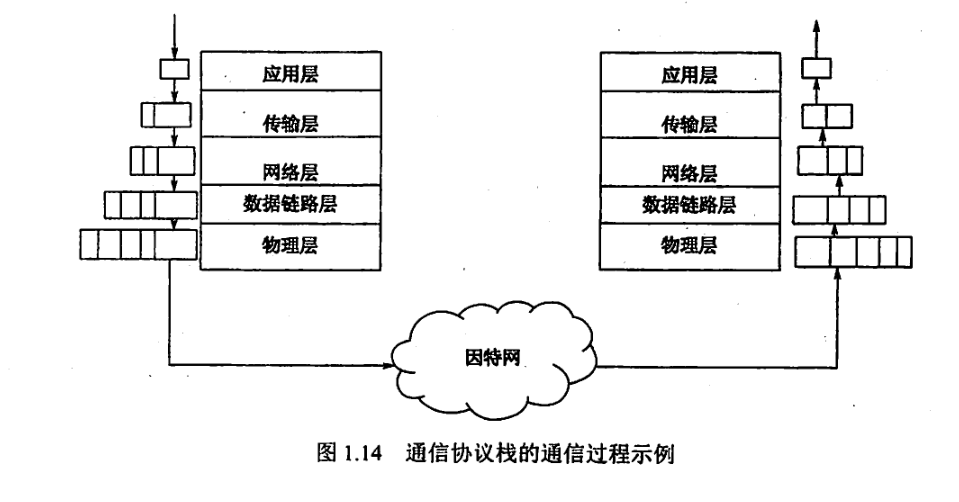 应用层
传输层
网络层
数据链路层
物理层
应用层
传输层
网络层
数据链路层
物理层
因特网
图 1.14 通信协议栈的通信过程示例